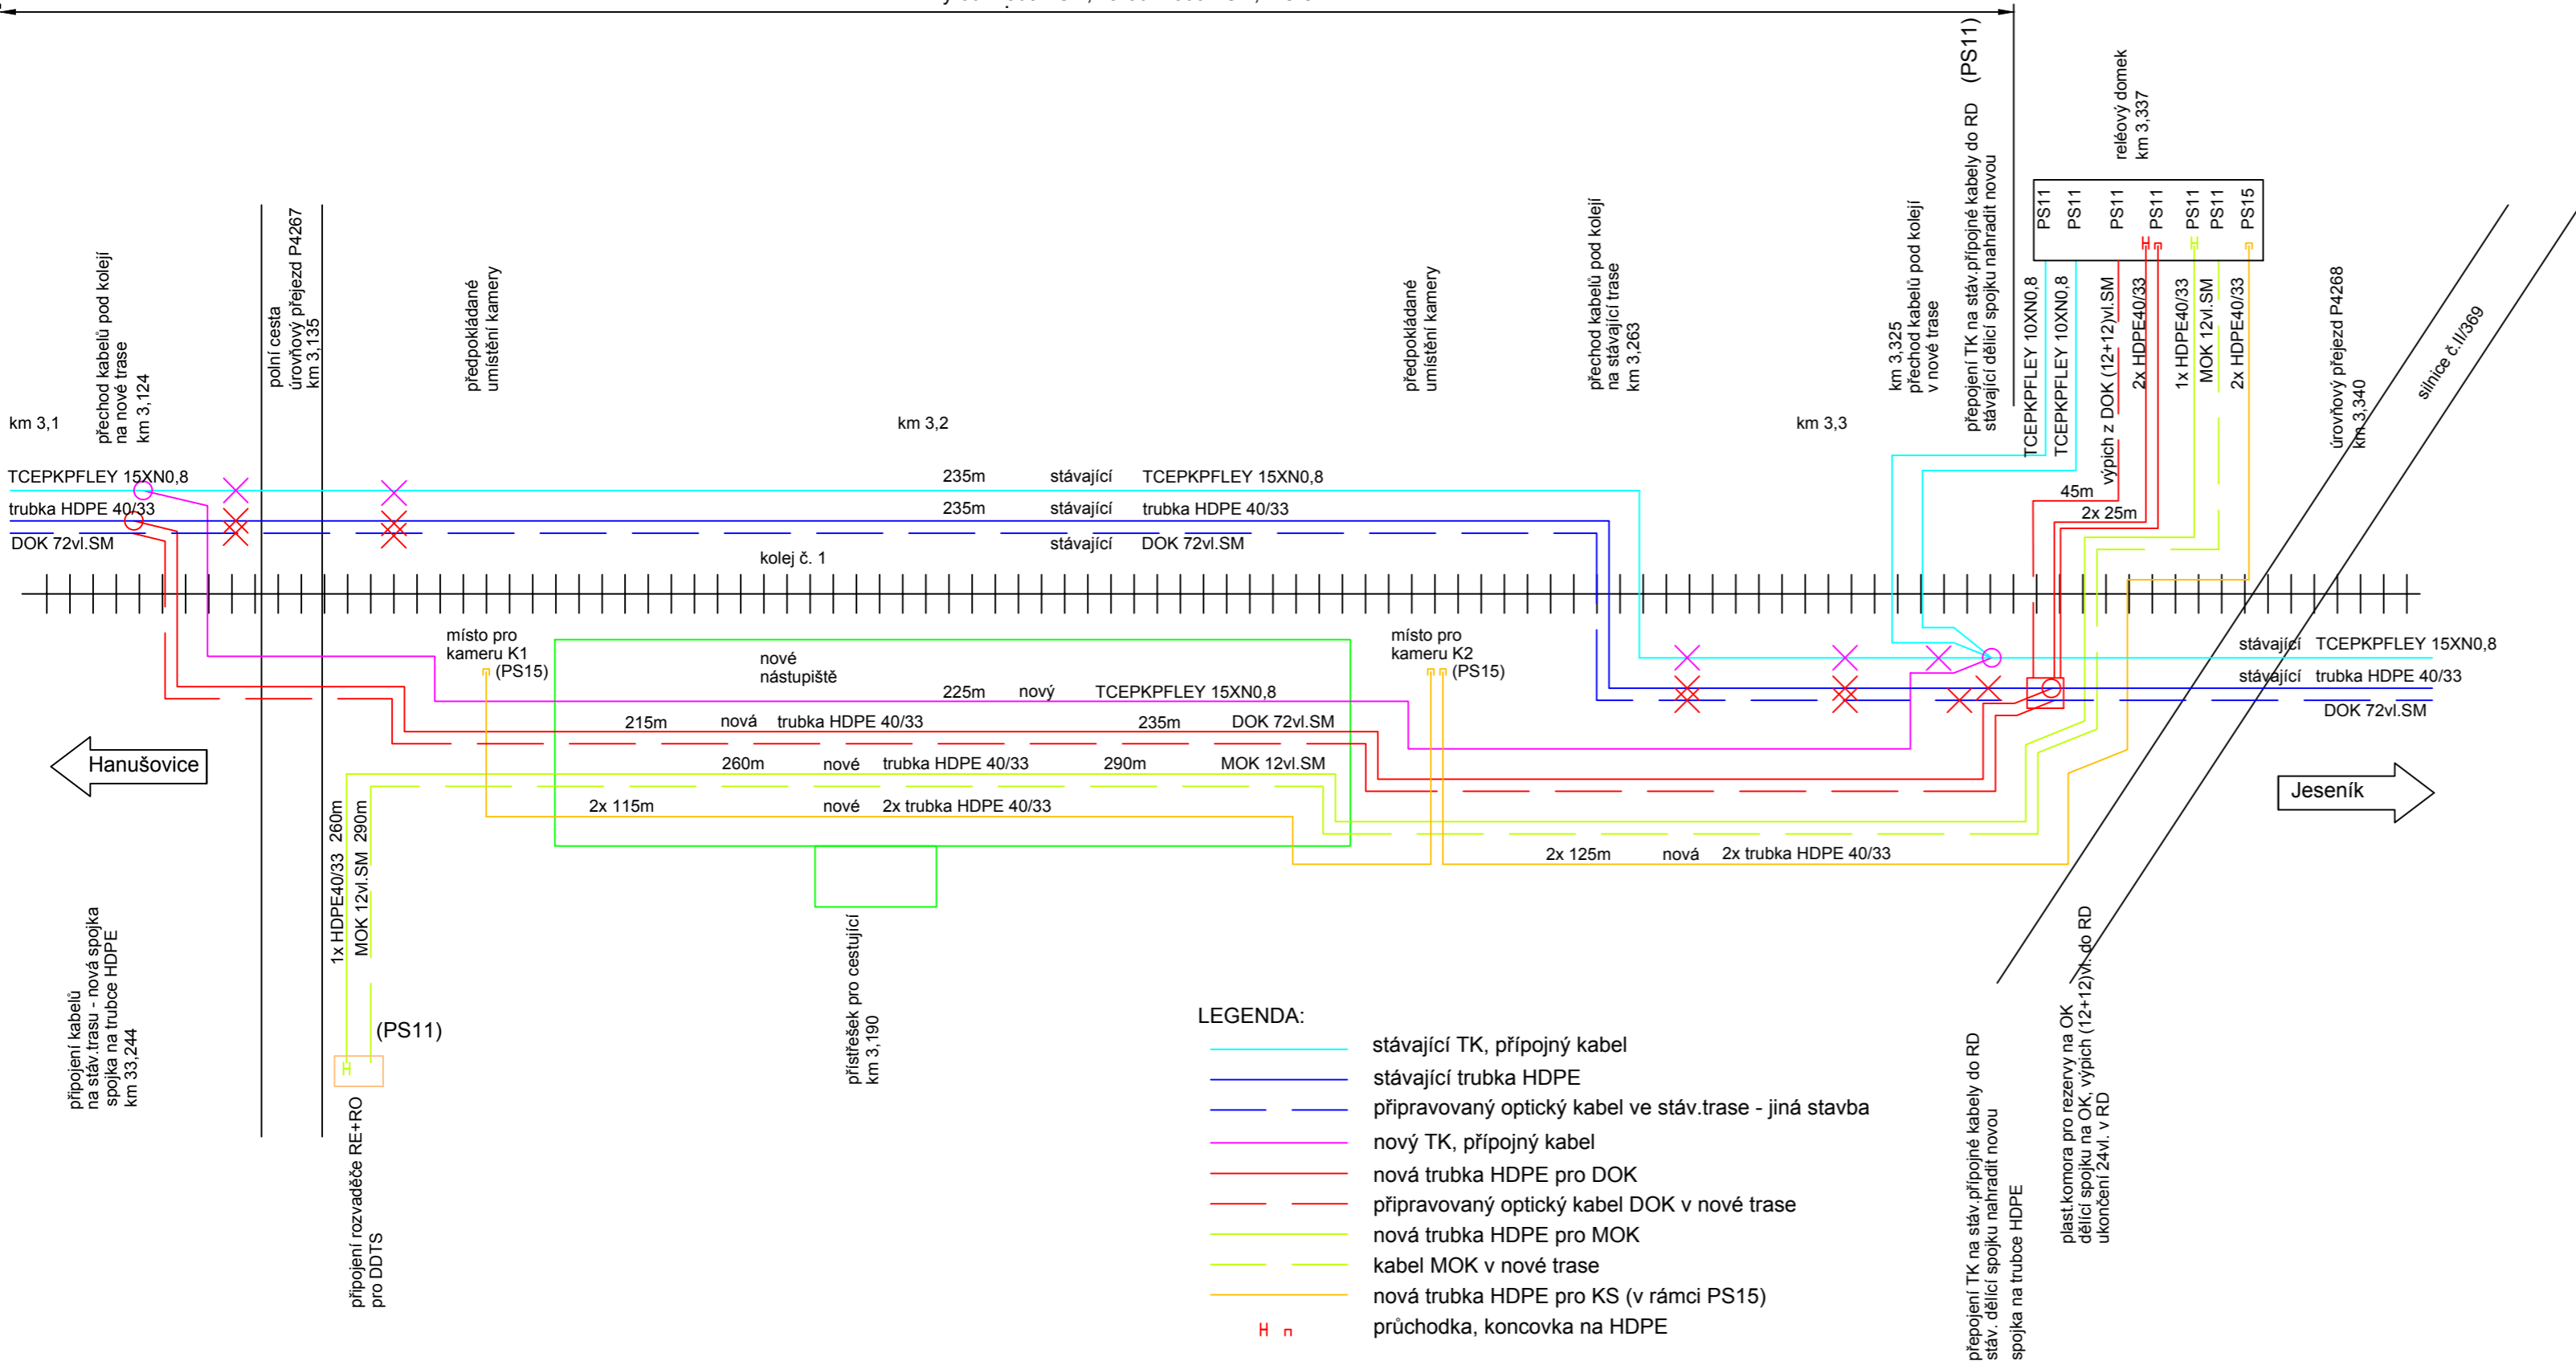 (PS11)
přepojení TK na stáv.přípojné kabely do RD
stávající dělící spojku nahradit novou
reléový domek
km 3,337
PS11
PS11
PS11
PS11
PS11
PS11
PS15
přechod kabelů pod kolejí
na nové trase
km 3,124
polní cesta
úrovňový přejezd P4267
km 3,135
předpokládané
umístění kamery
předpokládané
umístění kamery
přechod kabelů pod kolejí
na stávající trase
km 3,263
km 3,325
přechod kabelů pod kolejí
v nové trase
TCEPKPFLEY 10XN0,8
TCEPKPFLEY 10XN0,8
výpich z DOK (12+12)vl.SM
2x HDPE40/33
1x HDPE40/33
MOK 12vl.SM
2x HDPE40/33
úrovňový přejezd P4268
km 3,340
silnice č.II/369
km 3,1
km 3,2
km 3,3
TCEPKPFLEY 15XN0,8
235m stávající TCEPKPFLEY 15XN0,8
trubka HDPE 40/33
235m stávající trubka HDPE 40/33
DOK 72vl.SM
stávající DOK 72vl.SM
45m
2x 25m
kolej č. 1
místo pro
kameru K1
(PS15)
nové
nástupiště
místo pro
kameru K2
(PS15)
stávající TCEPKPFLEY 15XN0,8
stávající trubka HDPE 40/33
DOK 72vl.SM
225m nový TCEPKPFLEY 15XN0,8
215m nová trubka HDPE 40/33 235m DOK 72vl.SM
260m nové trubka HDPE 40/33 290m MOK 12vl.SM
2x 115m nové 2x trubka HDPE 40/33
2x 125m nová 2x trubka HDPE 40/33
Hanušovice
Jeseník
1x HDPE40/33 260m
MOK 12vl.SM 290m
(PS11)
připojení kabelů
na stáv.trasu - nová spojka
spojka na trubce HDPE
km 33,244
připojení rozvaděče RE+RO
pro DDTS
přístřešek pro cestující
km 3,190
LEGENDA:
stávající TK, přípojný kabel
stávající trubka HDPE
připravovaný optický kabel ve stáv.trase - jiná stavba
nový TK, přípojný kabel
nová trubka HDPE pro DOK
připravovaný optický kabel DOK v nové trase
nová trubka HDPE pro MOK
kabel MOK v nové trase
nová trubka HDPE pro KS (v rámci PS15)
průchodka, koncovka na HDPE
přepojení TK na stáv.přípojné kabely do RD
stáv. dělící spojku nahradit novou
spojka na trubce HDPE
plast.komora pro rezervy na OK
dělící spojku na OK, výpich (12+12)vl. do RD
ukončení 24vl. v RD